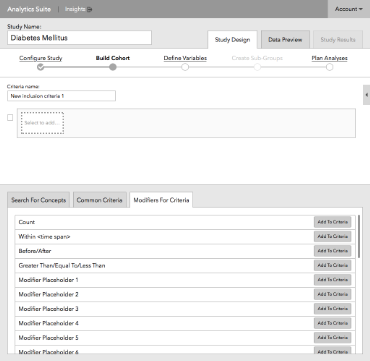 Analytics Suite | Insights
Account
Study Name:
Diabetes Mellitus
Study Design
Data Preview
Study Results
Configure Study
Build Cohort
Define Variables
Create Sub-Groups
Plan Analyses
Criteria name:
New inclusion criteria 1
Select to add...
Search For Concepts
Common Criteria
Modifiers For Criteria
Count Add To Criteria
Within <time span> Add To Criteria
Before/After Add To Criteria
Greater Than/Equal To/Less Than Add To Criteria
Modifier Placeholder 1 Add To Criteria
Modifier Placeholder 2 Add To Criteria
Modifier Placeholder 3 Add To Criteria
Modifier Placeholder 4 Add To Criteria
Modifier Placeholder 5 Add To Criteria
Modifier Placeholder 6 Add To Criteria